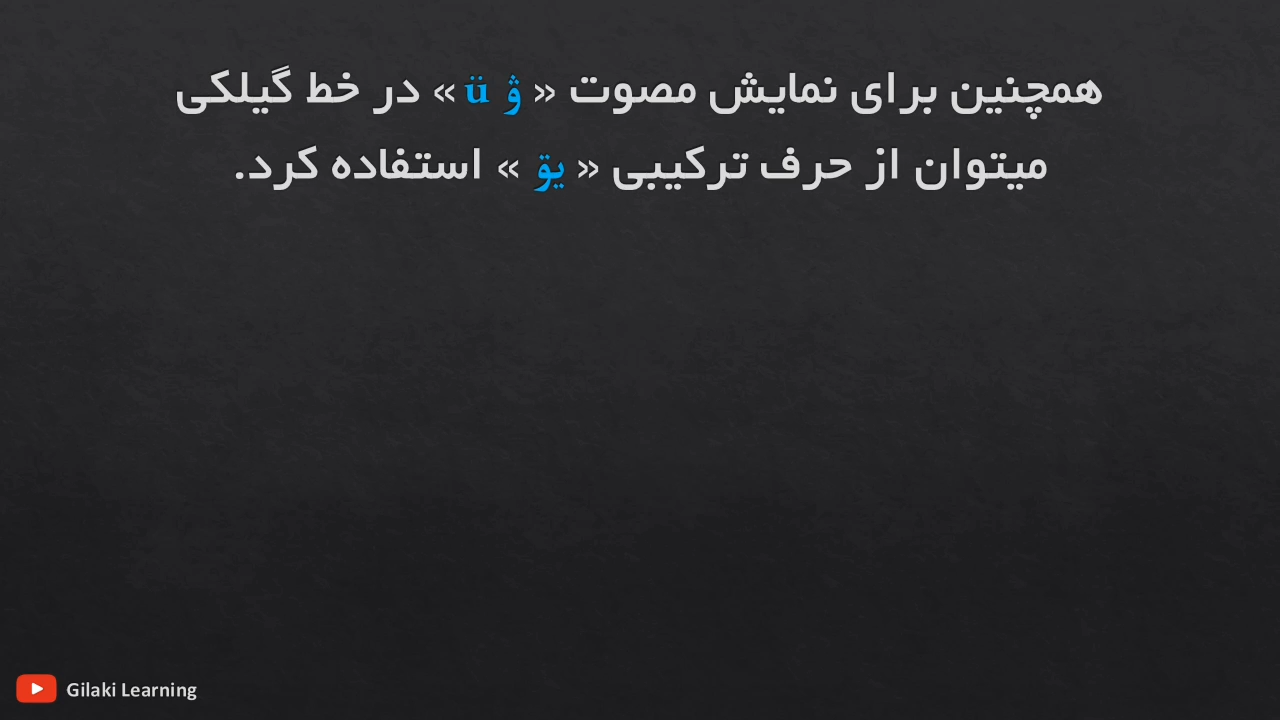 همچنین برای نمایش مصوت « ۊ ü » در خط گیلکی
میتوان از حرف ترکیبی « یۊ » استفاده کرد.
Gilaki Learning